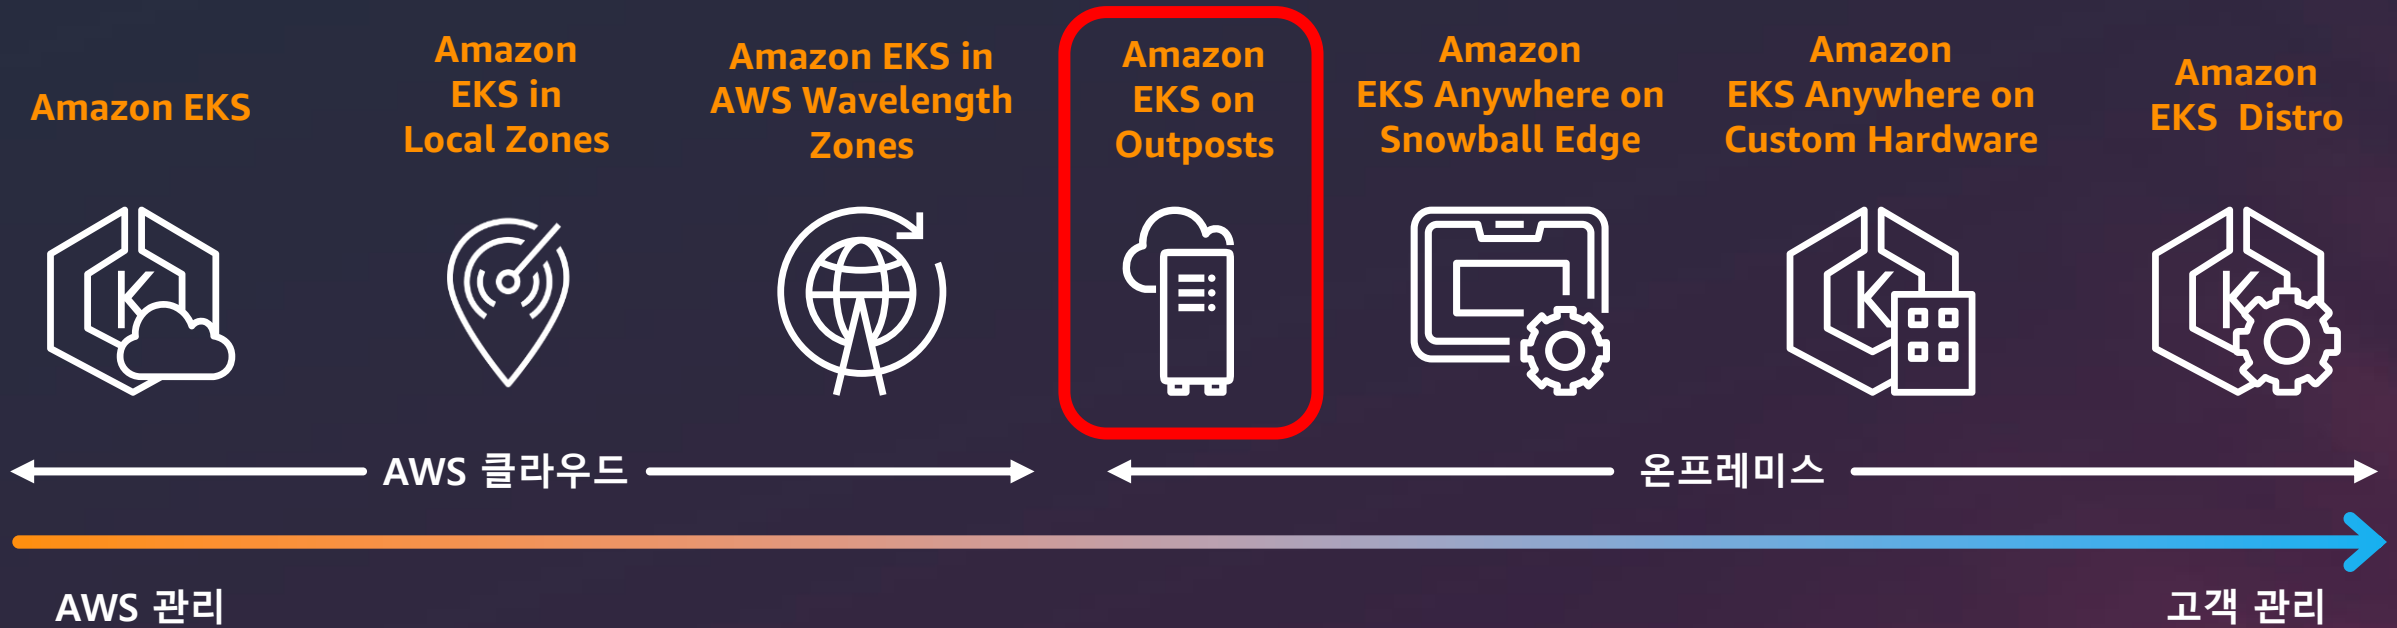 Amazon EKS
Amazon
EKS in
Local Zones
Amazon EKS in
AWS Wavelength
Zones
Amazon
EKS on
Outposts
Amazon
EKS Anywhere on
Snowball Edge
Amazon
EKS Anywhere on
Custom Hardware
Amazon
EKS Distro
K
K
K
AWS 클라우드
온프레미스
AWS 관리
고객 관리